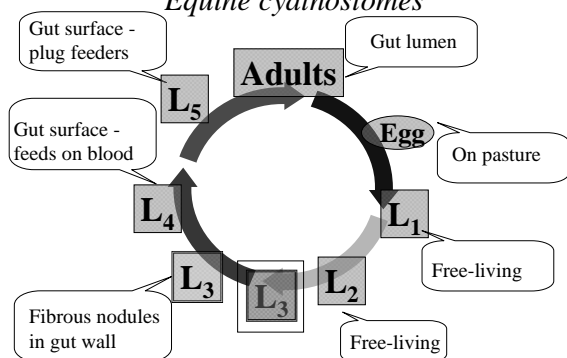 Equine cyathostomes
Gut surface -
plug feeders
Adults
Gut lumen
L5
Egg
On pasture
Gut surface -
feeds on blood
L4
L1
Free-living
L3
L3
L2
Fibrous nodules
in gut wall
Free-living